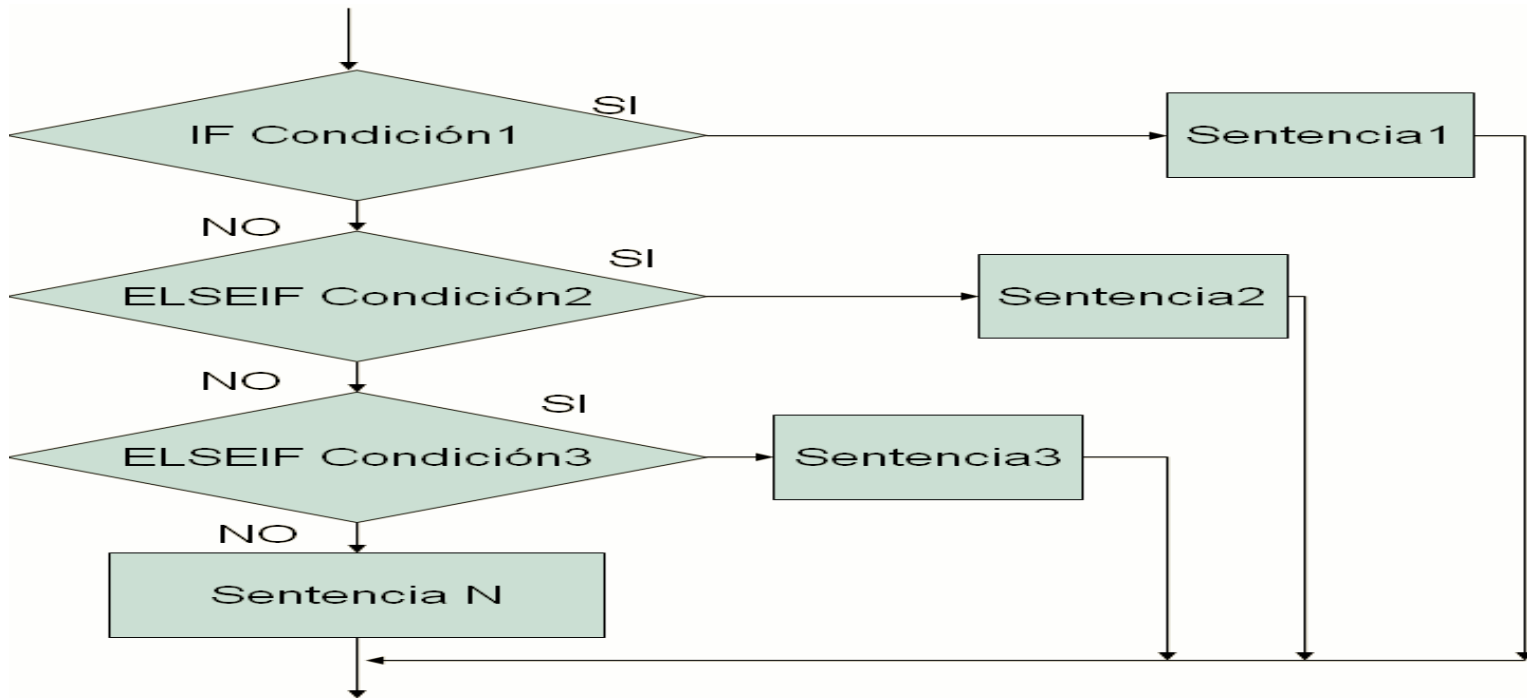 SI
IF Condición1
Sentencia1
NO
SI
ELSEIF Condición2
Sentencia2
NO
SI
ELSEIF Condición3
Sentencia3
NO
Sentencia N